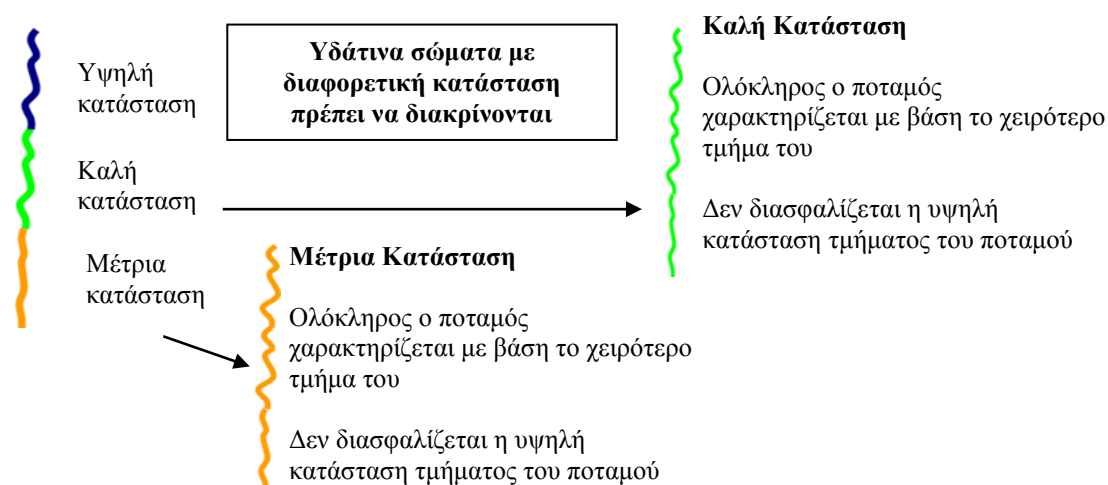 Υψηλή
κατάσταση
Καλή
κατάσταση
Μέτρια
κατάσταση
Υδάτινα σώματα με
διαφορετική κατάσταση
πρέπει να διακρίνονται
Καλή Κατάσταση
Ολόκληρος ο ποταμός
χαρακτηρίζεται με βάση το χειρότερο
τμήμα του
Δεν διασφαλίζεται η υψηλή
κατάσταση τμήματος του ποταμού
Μέτρια Κατάσταση
Ολόκληρος ο ποταμός
χαρακτηρίζεται με βάση το χειρότερο
τμήμα του
Δεν διασφαλίζεται η υψηλή
κατάσταση τμήματος του ποταμού